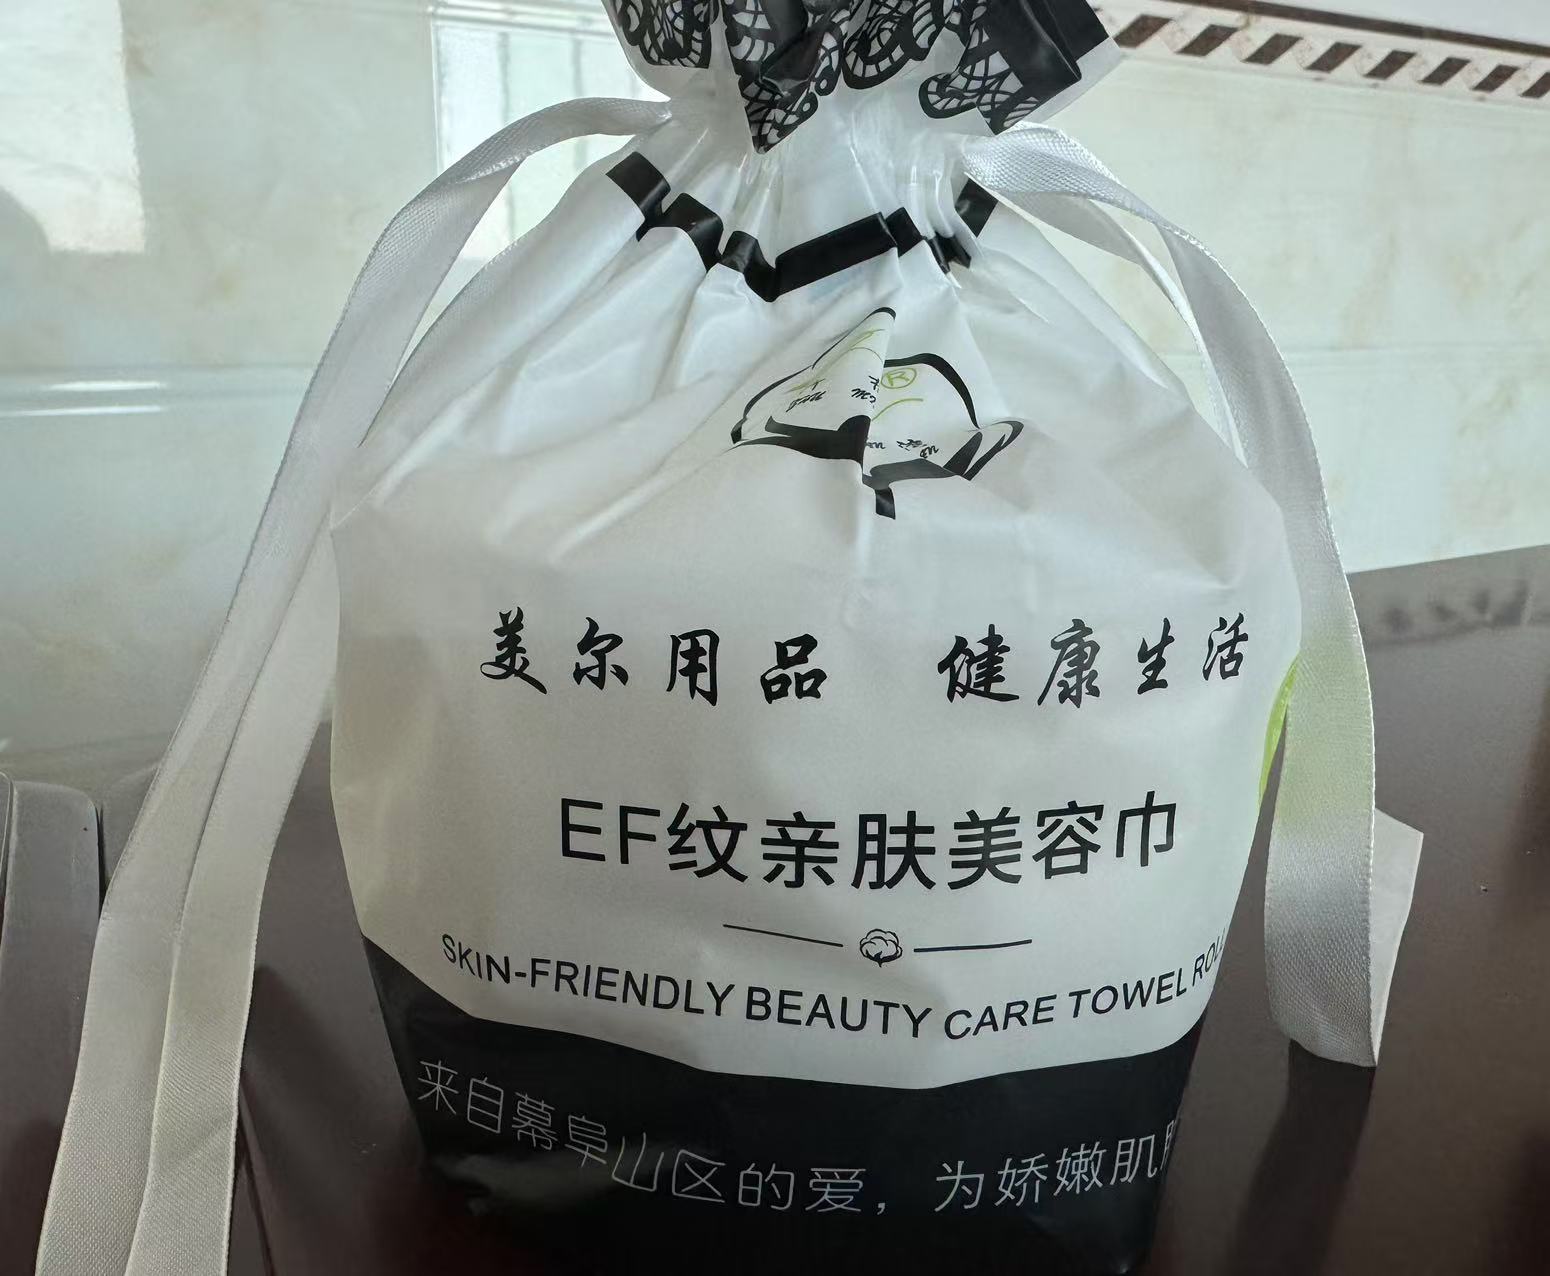 ®
美尔用品 健康生活
EF纹亲肤美容巾
SKIN-FRIENDLY BEAUTY CARE TOWEL ROLL
来自幕阜山区的爱，为娇嫩肌